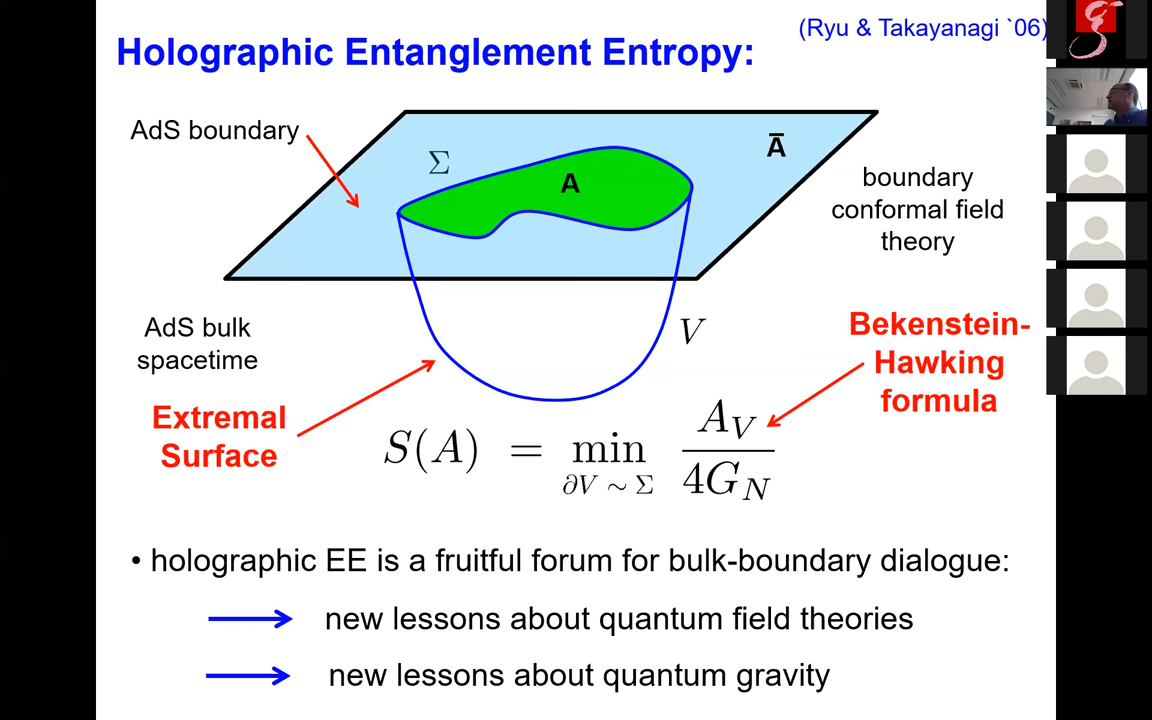 (Ryu & Takayanagi `06)
Holographic Entanglement Entropy:
AdS boundary
Σ
A
Ā
boundary
conformal field
theory
AdS bulk
spacetime
V
Bekenstein-
Hawking
formula
Extremal
Surface
S(A) = min_{∂V ~ Σ} A_V / 4G_N
• holographic EE is a fruitful forum for bulk-boundary dialogue:
new lessons about quantum field theories
new lessons about quantum gravity